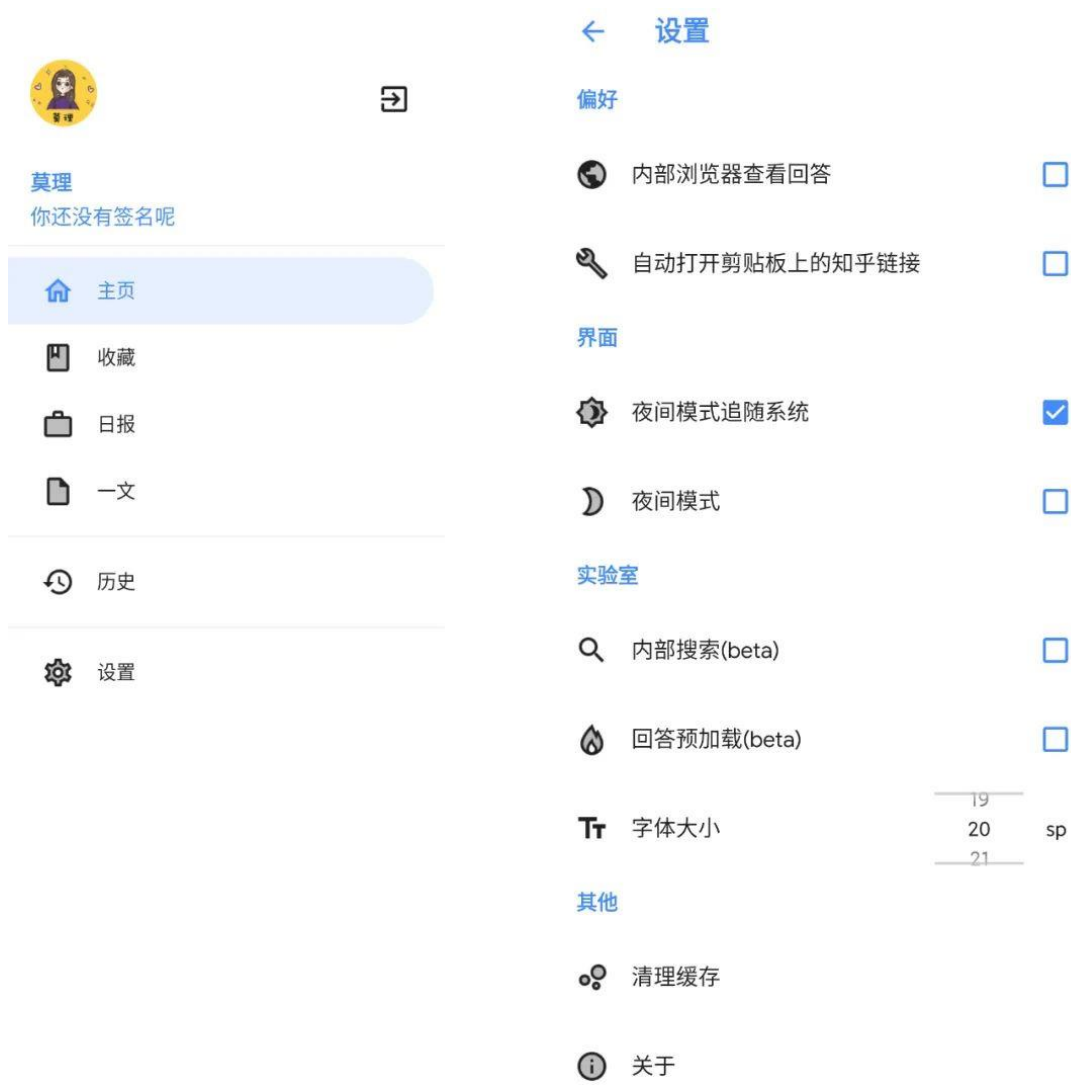 莫理
莫理
你还没有签名呢
主页
收藏
日报
一文
历史
设置
设置
偏好
内部浏览器查看回答
自动打开剪贴板上的知乎链接
界面
夜间模式追随系统
夜间模式
实验室
内部搜索(beta)
回答预加载(beta)
19
字体大小 20 sp
21
其他
清理缓存
关于